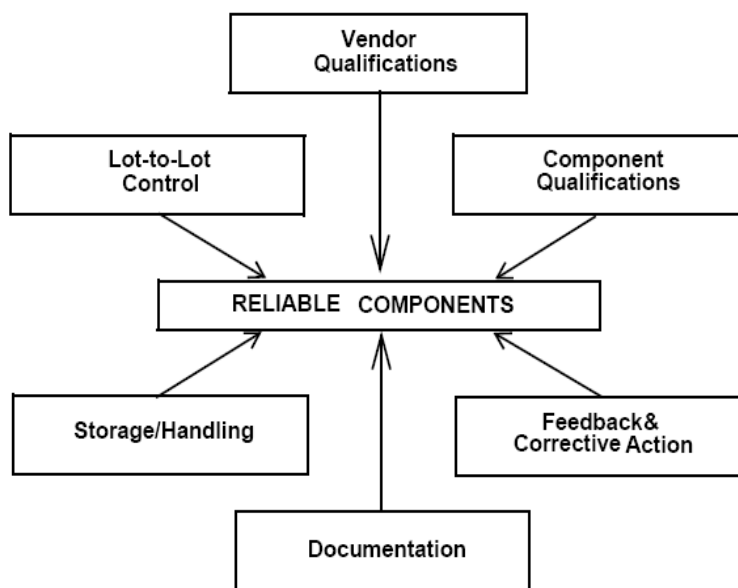 Vendor
Qualifications
Lot-to-Lot
Control
Component
Qualifications
RELIABLE COMPONENTS
Storage/Handling
Feedback&
Corrective Action
Documentation